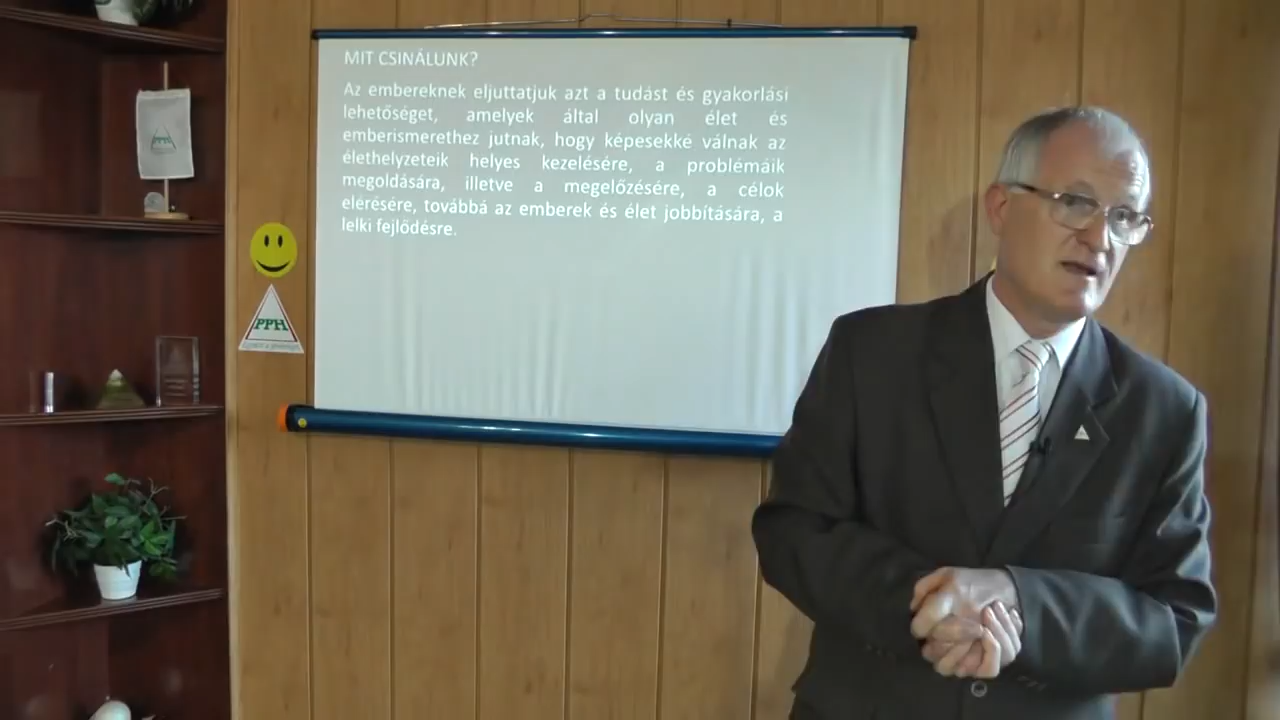 MIT CSINÁLUNK?
Az embereknek eljuttatjuk azt a tudást és gyakorlási
lehetőséget, amelyek által olyan élet és
emberismerethez jutnak, hogy képesekké válnak az
élethelyzeteik helyes kezelésére, a problémáik
megoldására, illetve a megelőzésére, a célok
elérésére, továbbá az emberek és élet jobbítására, a
lelki fejlődésre.
PPH